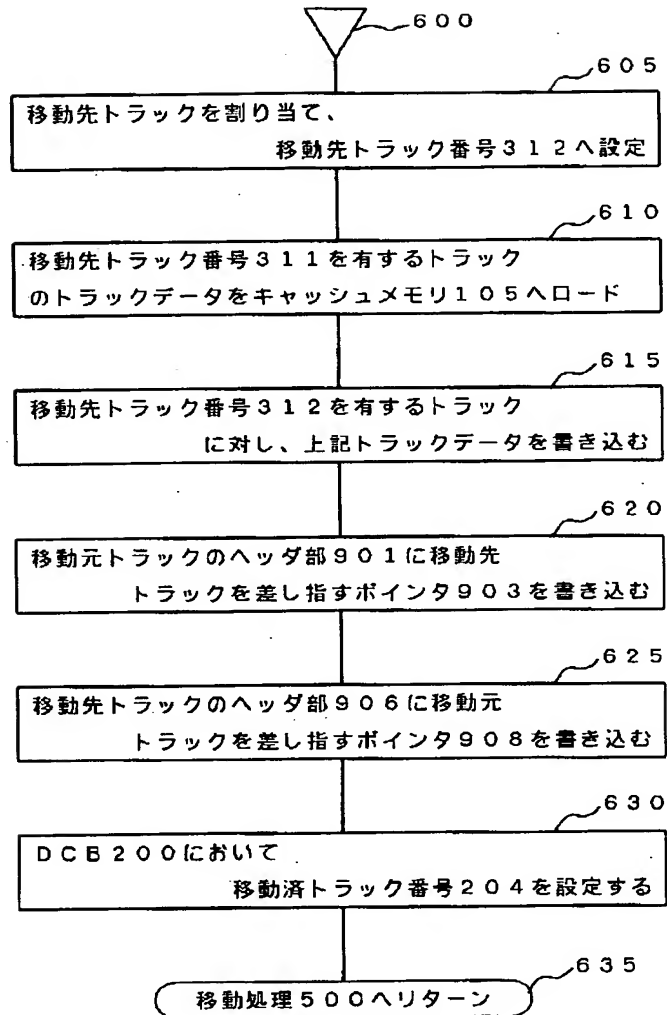 600
605
移動先トラックを割り当て、
移動先トラック番号312へ設定
610
移動先トラック番号311を有するトラック
のトラックデータをキャッシュメモリ105へロード
615
移動先トラック番号312を有するトラック
に対し、上記トラックデータを書き込む
620
移動元トラックのヘッダ部901に移動先
トラックを差し指すポインタ903を書き込む
625
移動先トラックのヘッダ部906に移動元
トラックを差し指すポインタ908を書き込む
630
DCB200において
移動済トラック番号204を設定する
635
移動処理500へリターン